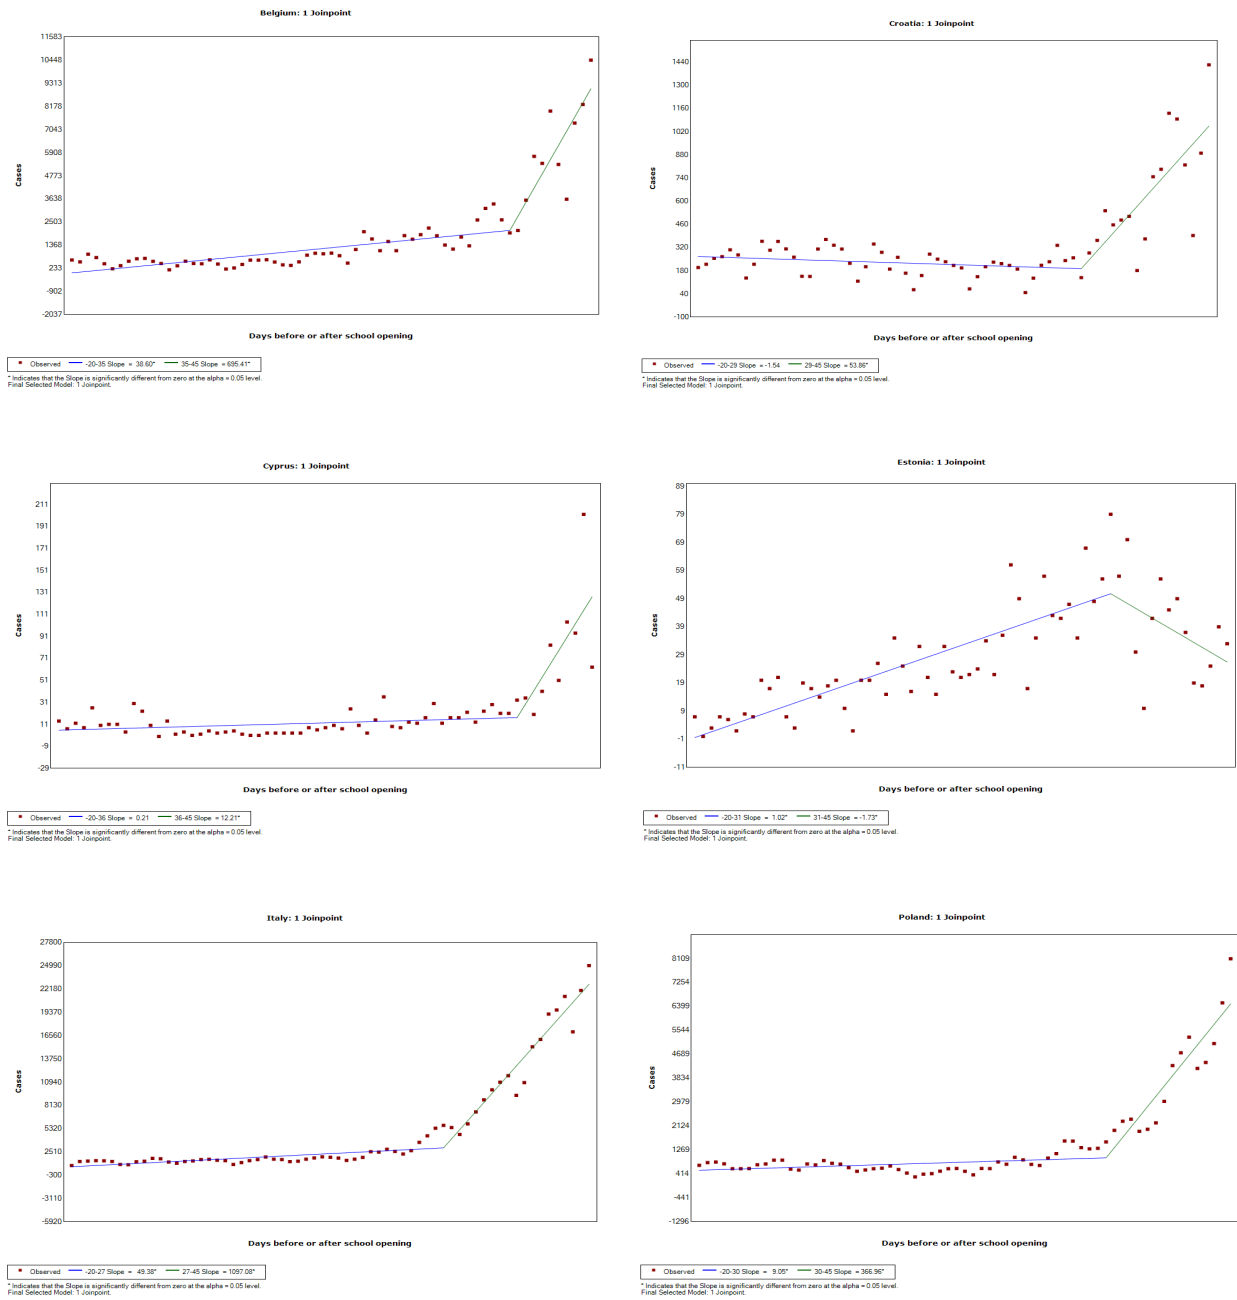 Belgium: 1 Joinpoint
11583
10448
9313
8178
7043
5908
4773
3638
2503
1368
233
-902
-2037
Cases
Days before or after school opening
Observed -20-35 Slope = 38.60* 35-45 Slope = 695.41*
* Indicates that the Slope is significantly different from zero at the alpha = 0.05 level.
Final Selected Model: 1 Joinpoint.
Croatia: 1 Joinpoint
1440
1300
1160
1020
880
740
600
460
320
180
40
-100
Cases
Days before or after school opening
Observed -20-29 Slope = -1.54 29-45 Slope = 53.86*
* Indicates that the Slope is significantly different from zero at the alpha = 0.05 level.
Final Selected Model: 1 Joinpoint.
Cyprus: 1 Joinpoint
211
191
171
151
131
111
91
71
51
31
11
-9
-29
Cases
Days before or after school opening
Observed -20-36 Slope = 0.21 36-45 Slope = 12.21*
* Indicates that the Slope is significantly different from zero at the alpha = 0.05 level.
Final Selected Model: 1 Joinpoint.
Estonia: 1 Joinpoint
89
79
69
59
49
39
29
19
9
-1
-11
Cases
Days before or after school opening
Observed -20-31 Slope = 1.02* 31-45 Slope = -1.73*
* Indicates that the Slope is significantly different from zero at the alpha = 0.05 level.
Final Selected Model: 1 Joinpoint.
Italy: 1 Joinpoint
27800
24990
22180
19370
16560
13750
10940
8130
5320
2510
-300
-3110
-5920
Cases
Days before or after school opening
Observed -20-27 Slope = 49.38* 27-45 Slope = 1097.08*
* Indicates that the Slope is significantly different from zero at the alpha = 0.05 level.
Final Selected Model: 1 Joinpoint.
Poland: 1 Joinpoint
8109
7254
6399
5544
4689
3834
2979
2124
1269
414
-441
-1296
Cases
Days before or after school opening
Observed -20-30 Slope = 9.05* 30-45 Slope = 366.96*
* Indicates that the Slope is significantly different from zero at the alpha = 0.05 level.
Final Selected Model: 1 Joinpoint.